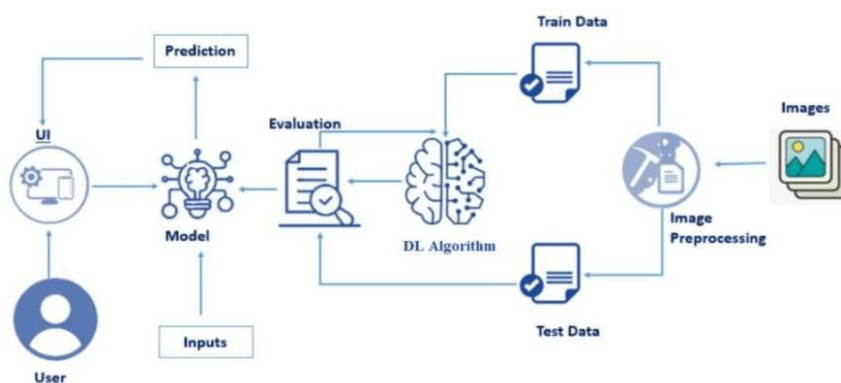 Train Data
Prediction
Images
Evaluation
UI
Model
DL Algorithm
Image
Preprocessing
Inputs
Test Data
User